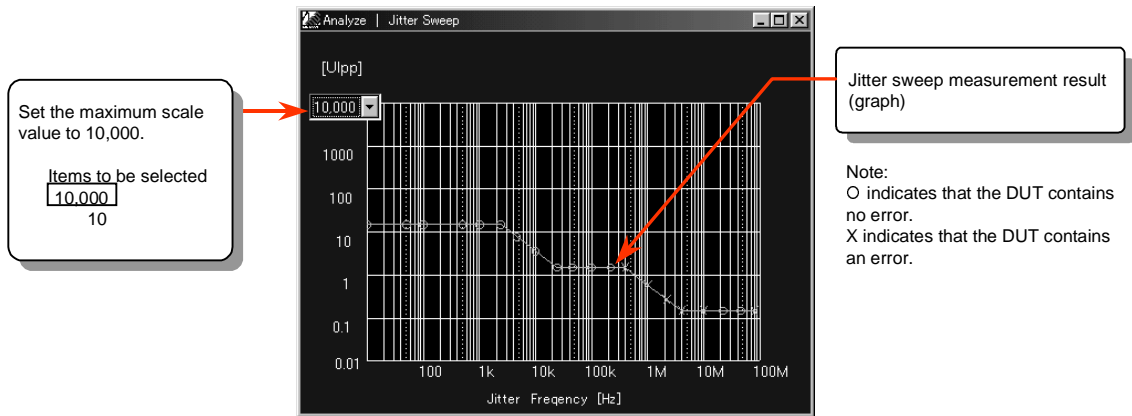 Analyze | Jitter Sweep
[UIpp]
10,000
1000
100
10
1
0.1
0.01
100 1k 10k 100k 1M 10M 100M
Jitter Freqency [Hz]
Set the maximum scale
value to 10,000.
Items to be selected
10,000
10
Jitter sweep measurement result
(graph)
Note:
O indicates that the DUT contains
no error.
X indicates that the DUT contains
an error.